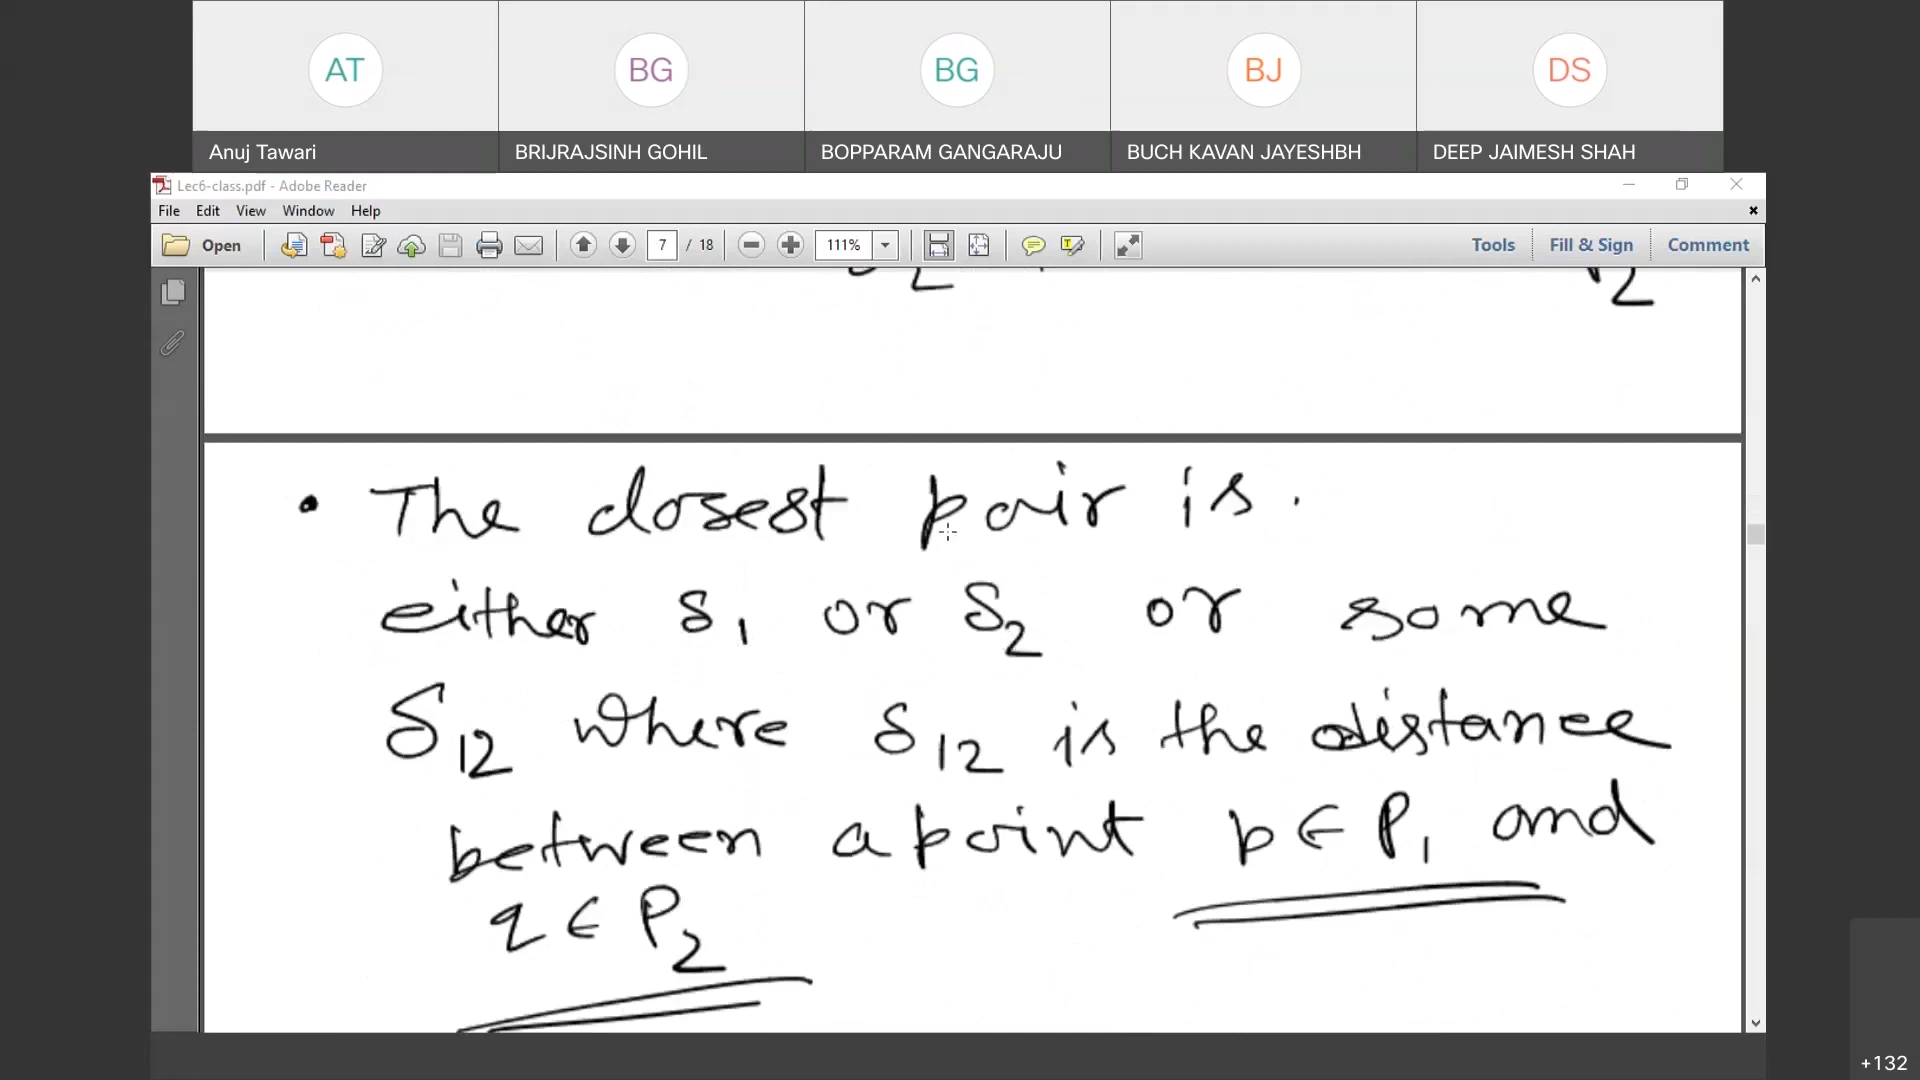 AT
BG
BG
BJ
DS
Anuj Tawari
BRIJRAJSINH GOHIL
BOPPARAM GANGARAJU
BUCH KAVAN JAYESHBH
DEEP JAIMESH SHAH
Lec6-class.pdf - Adobe Reader
File Edit View Window Help
Open 7 / 18 111% Tools Fill & Sign Comment
2 2
• The closest pair is
either δ₁ or δ₂ or some
δ₁₂ where δ₁₂ is the distance
between a point p ∈ P₁ and
q ∈ P₂
+132